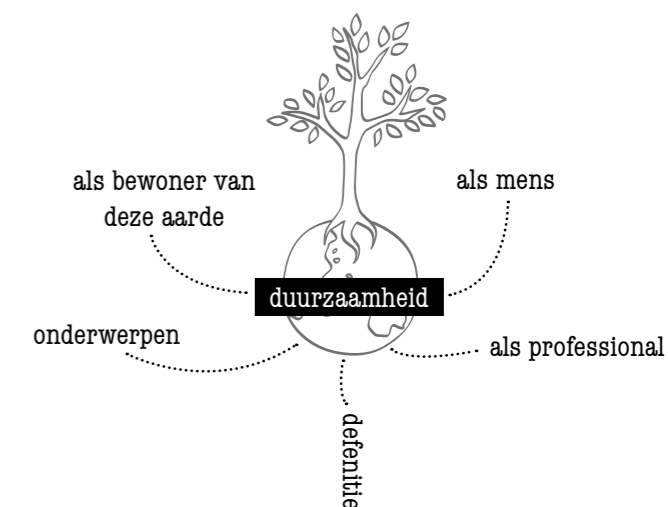 als bewoner van
deze aarde
als mens
duurzaamheid
onderwerpen
als professional
defenitie